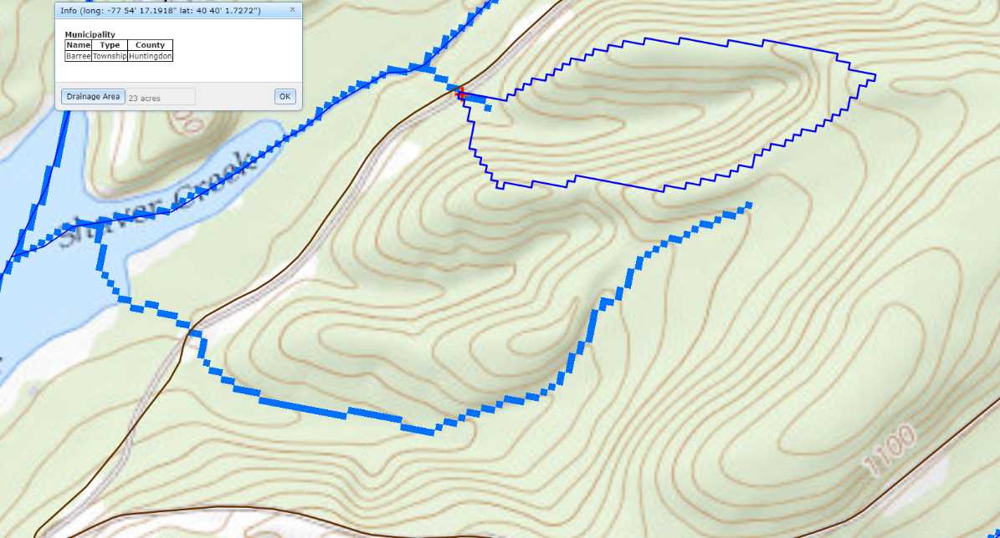 Info (long: -77 54' 17.1918" lat: 40 40' 1.7272")
×
Municipality
Name Type County
Barree Township Huntingdon
Drainage Area 23 acres OK
Shaver Creek
1100